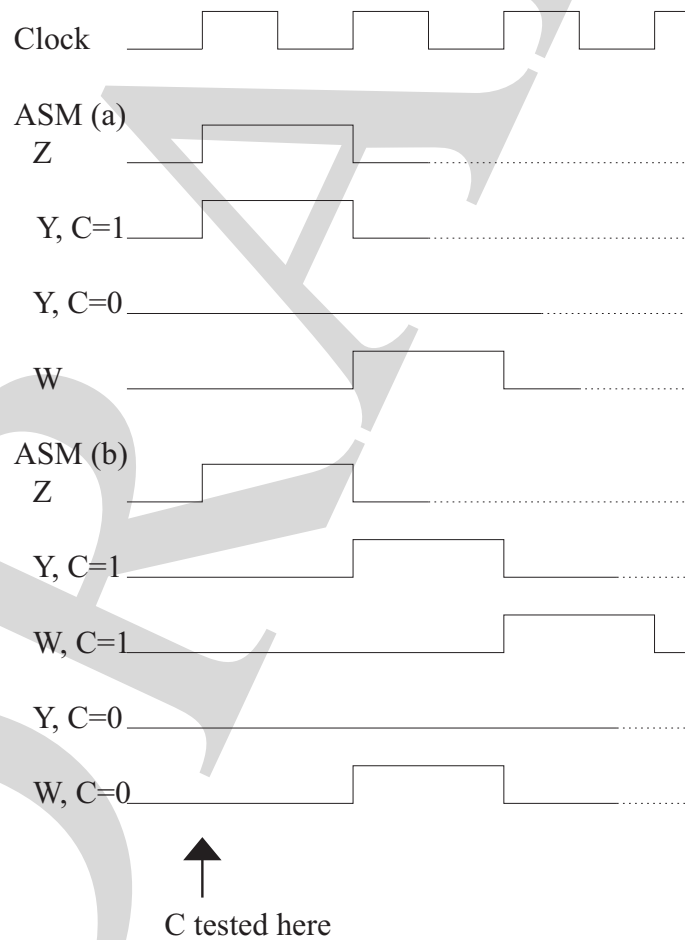 Clock
ASM (a)
Z
Y, C=1
Y, C=0
W
ASM (b)
Z
Y, C=1
W, C=1
Y, C=0
W, C=0
C tested here